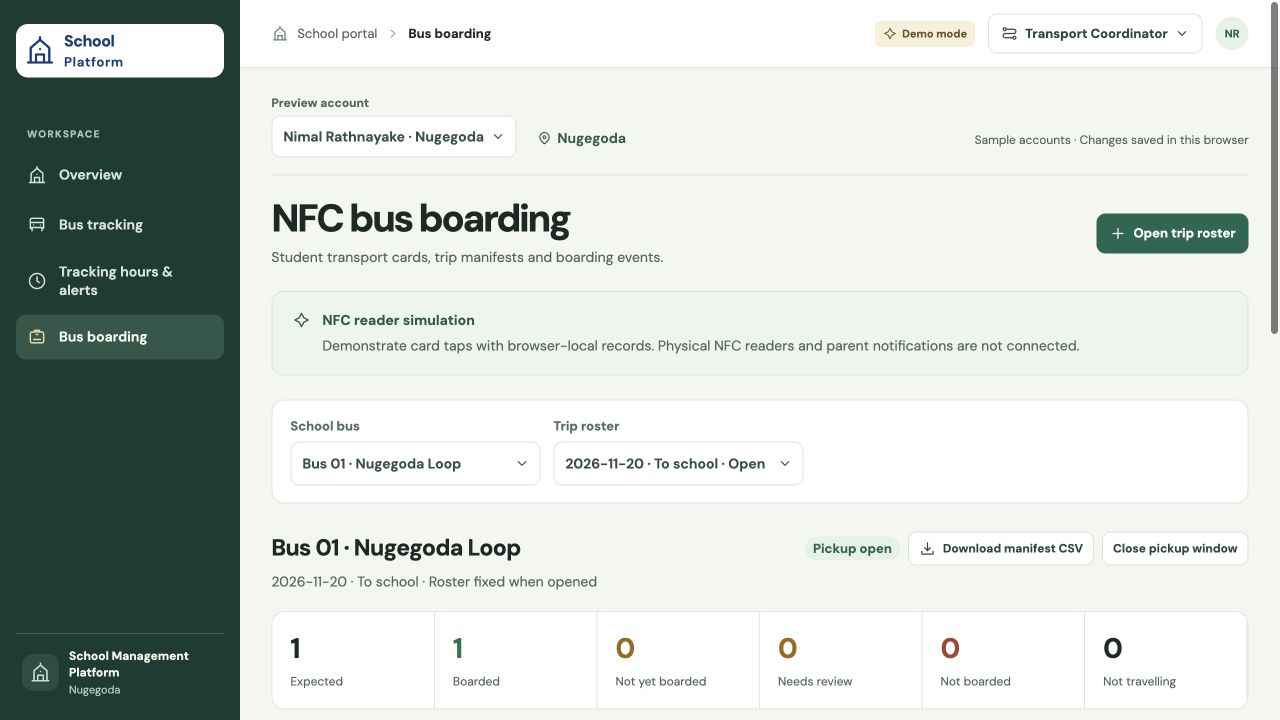 School
Platform
WORKSPACE
Overview
Bus tracking
Tracking hours &
alerts
Bus boarding
School Management
Platform
Nugegoda
School portal
Bus boarding
Demo mode
Transport Coordinator
NR
Preview account
Nimal Rathnayake · Nugegoda
Nugegoda
Sample accounts · Changes saved in this browser
NFC bus boarding
Student transport cards, trip manifests and boarding events.
Open trip roster
NFC reader simulation
Demonstrate card taps with browser-local records. Physical NFC readers and parent notifications are not connected.
School bus
Trip roster
Bus 01 · Nugegoda Loop
2026-11-20 · To school · Open
Bus 01 · Nugegoda Loop
Pickup open
Download manifest CSV
Close pickup window
2026-11-20 · To school · Roster fixed when opened
1
Expected
1
Boarded
0
Not yet boarded
0
Needs review
0
Not boarded
0
Not travelling